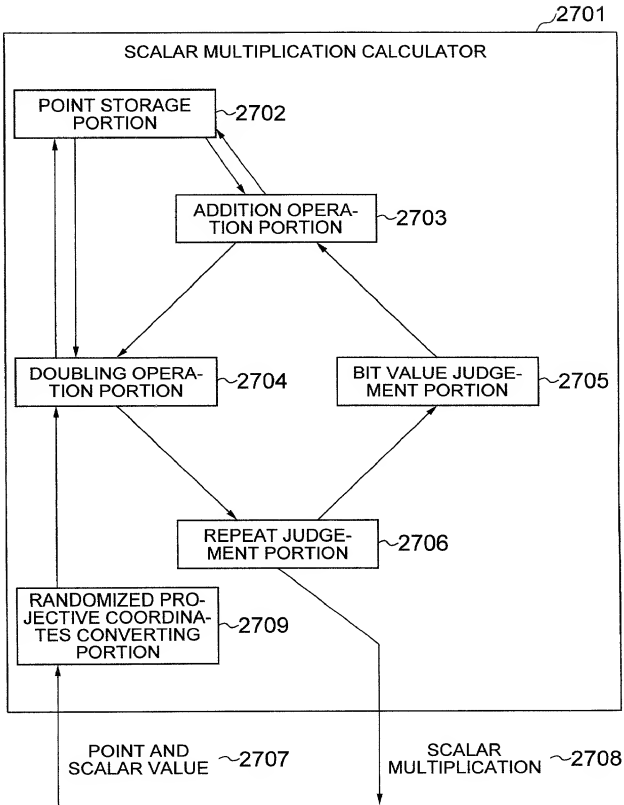 2701
SCALAR MULTIPLICATION CALCULATOR
POINT STORAGE
PORTION
2702
ADDITION OPERA-
TION PORTION
2703
DOUBLING OPERA-
TION PORTION
2704
BIT VALUE JUDGE-
MENT PORTION
2705
REPEAT JUDGE-
MENT PORTION
2706
RANDOMIZED PRO-
JECTIVE COORDINA-
TES CONVERTING
PORTION
2709
POINT AND
SCALAR VALUE
2707
SCALAR
MULTIPLICATION
2708